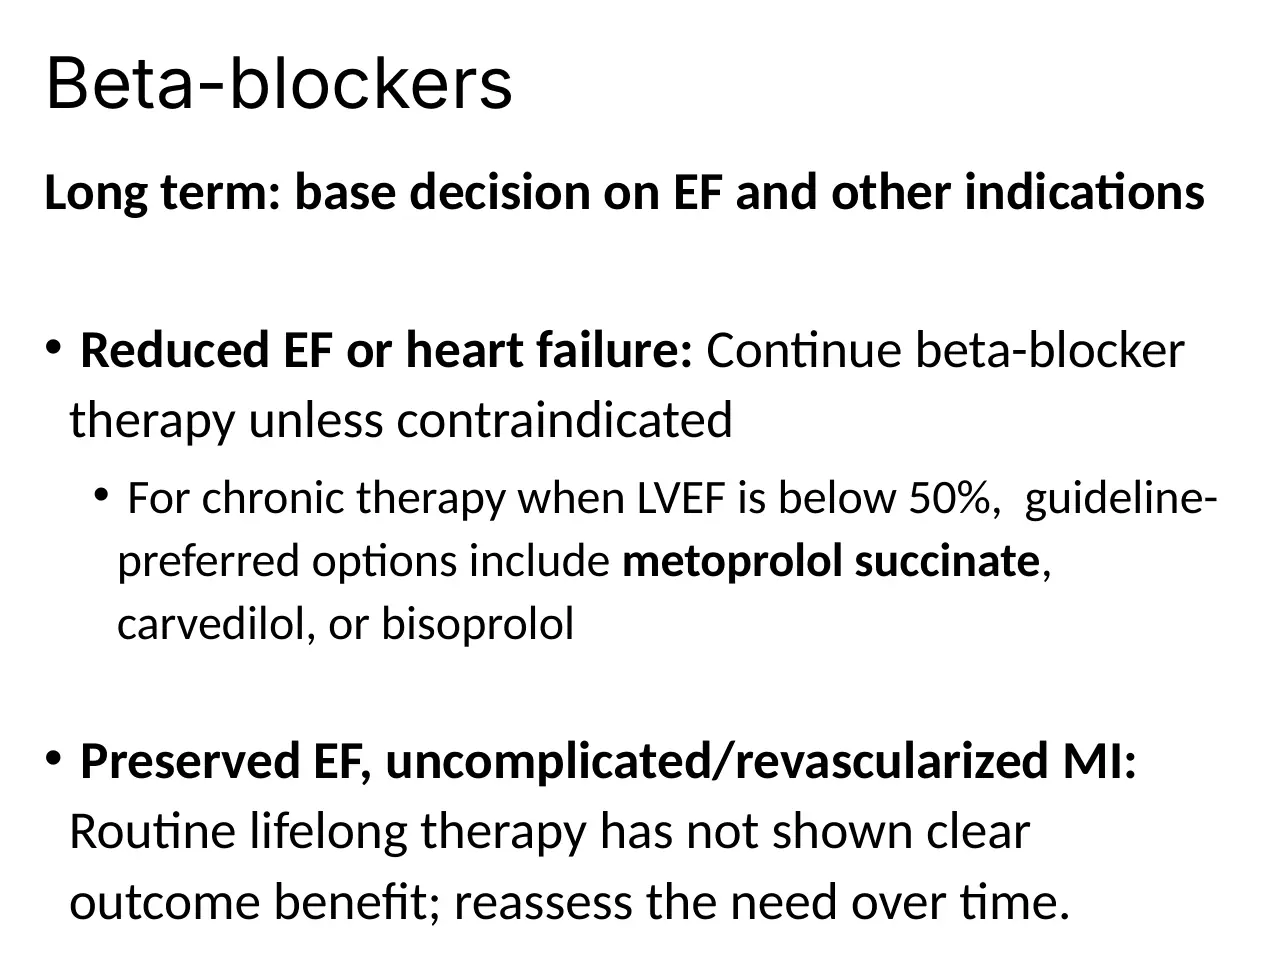 Beta-blockers
Long term: base decision on EF and other indications
• Reduced EF or heart failure: Continue beta-blocker
therapy unless contraindicated
• For chronic therapy when LVEF is below 50%,  guideline-
preferred options include metoprolol succinate,
carvedilol, or bisoprolol
• Preserved EF, uncomplicated/revascularized MI:
Routine lifelong therapy has not shown clear
outcome benefit; reassess the need over time.